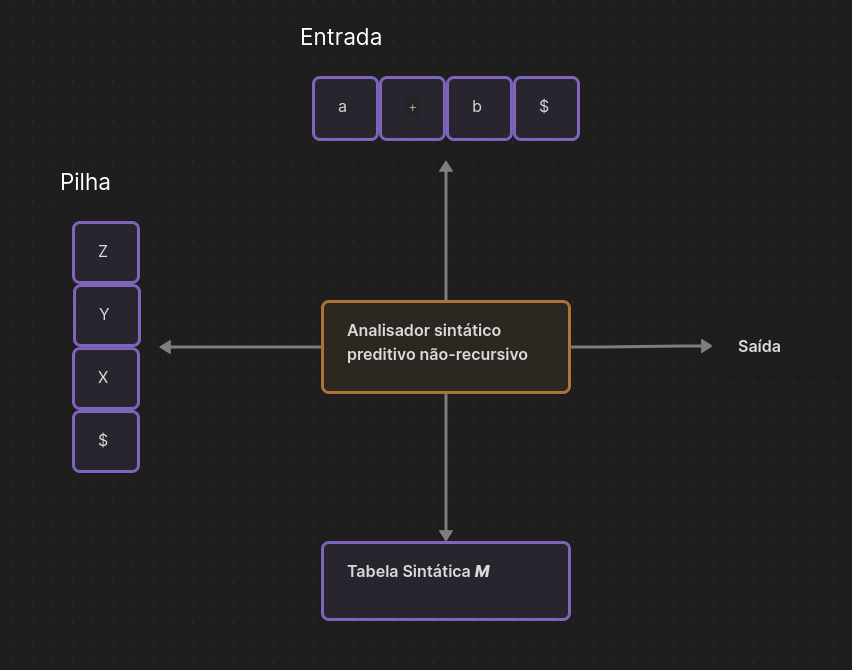 Entrada
a + b $
Pilha
Z
Y
X
$
Analisador sintático
preditivo não-recursivo
Saída
Tabela Sintática M